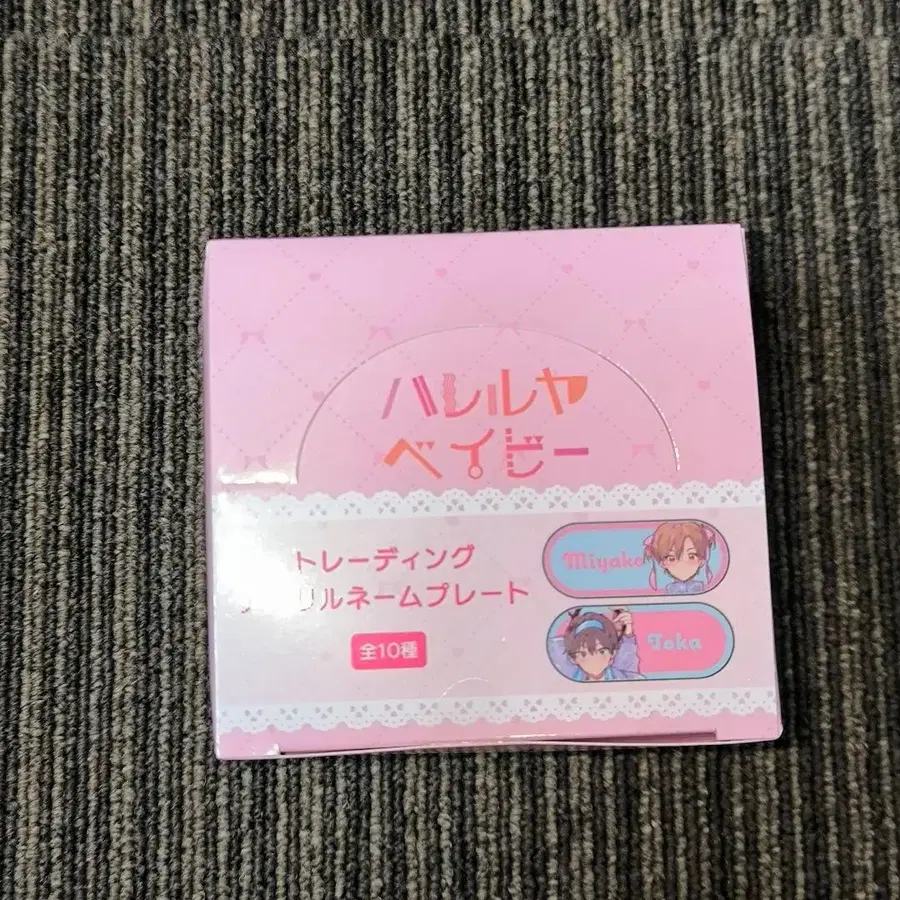 ハレルヤ
ベイビー
トレーディング
リルネームプレート
全10種
Miyako
Toka